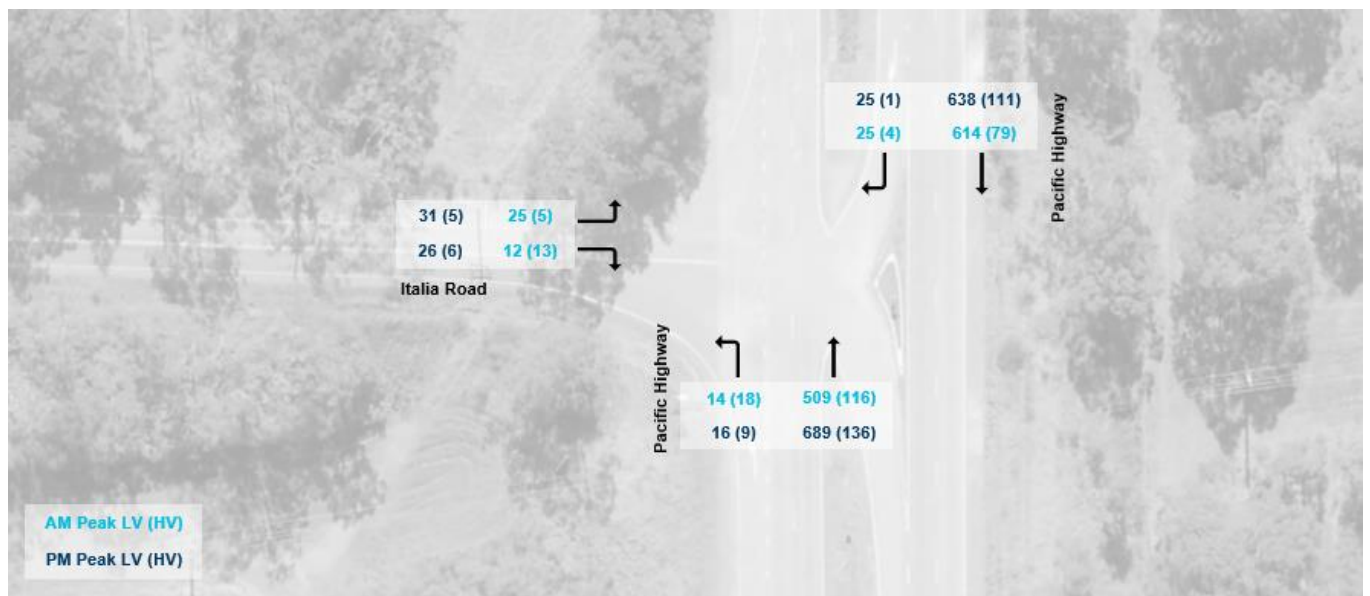 25 (1) 638 (111)
25 (4) 614 (79)
Pacific Highway
31 (5) 25 (5)
26 (6) 12 (13)
Italia Road
Pacific Highway
14 (18) 509 (116)
16 (9) 689 (136)
AM Peak LV (HV)
PM Peak LV (HV)